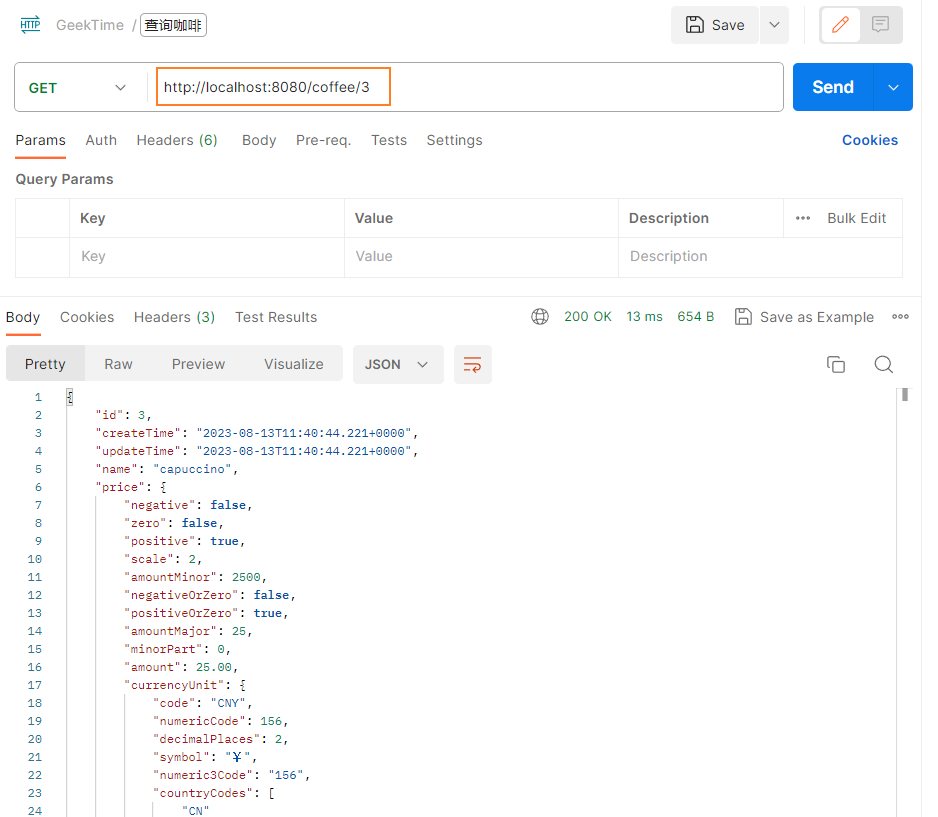 HTTP GeekTime / 查询咖啡 Save
GET http://localhost:8080/coffee/3 Send
Params Auth Headers (6) Body Pre-req. Tests Settings Cookies
Query Params
Key Value Description ••• Bulk Edit
Key Value Description
Body Cookies Headers (3) Test Results 200 OK 13 ms 654 B Save as Example •••
Pretty Raw Preview Visualize JSON
1 {
2 "id": 3,
3 "createTime": "2023-08-13T11:40:44.221+0000",
4 "updateTime": "2023-08-13T11:40:44.221+0000",
5 "name": "capuccino",
6 "price": {
7 "negative": false,
8 "zero": false,
9 "positive": true,
10 "scale": 2,
11 "amountMinor": 2500,
12 "negativeOrZero": false,
13 "positiveOrZero": true,
14 "amountMajor": 25,
15 "minorPart": 0,
16 "amount": 25.00,
17 "currencyUnit": {
18 "code": "CNY",
19 "numericCode": 156,
20 "decimalPlaces": 2,
21 "symbol": "￥",
22 "numeric3Code": "156",
23 "countryCodes": [
24 "CN"